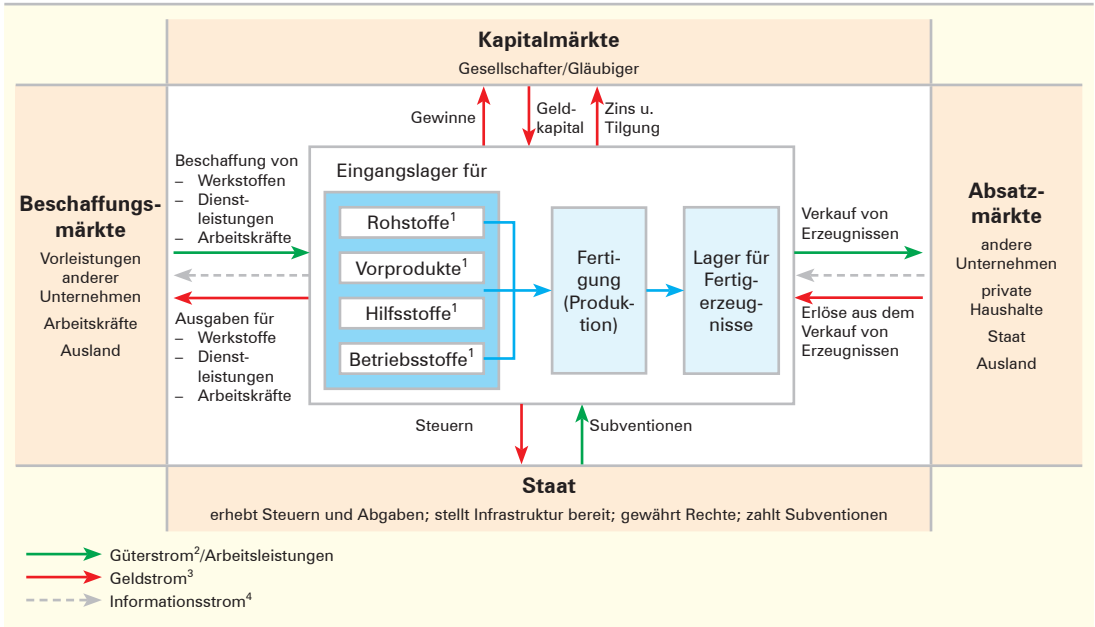 Kapitalmärkte
Gesellschafter/Gläubiger
Gewinne
Geld-
kapital
Zins u.
Tilgung
Beschaffungs-
märkte
Vorleistungen
anderer
Unternehmen
Arbeitskräfte
Ausland
Beschaffung von
– Werkstoffen
– Dienst-
leistungen
– Arbeitskräfte
Ausgaben für
– Werkstoffe
– Dienst-
leistungen
– Arbeitskräfte
Eingangslager für
Rohstoffe¹
Vorprodukte¹
Hilfsstoffe¹
Betriebsstoffe¹
Ferti-
gung
(Produk-
tion)
Lager für
Fertig-
erzeug-
nisse
Verkauf von
Erzeugnissen
Erlöse aus dem
Verkauf von
Erzeugnissen
Absatz-
märkte
andere
Unternehmen
private
Haushalte
Staat
Ausland
Steuern
Subventionen
Staat
erhebt Steuern und Abgaben; stellt Infrastruktur bereit; gewährt Rechte; zahlt Subventionen
Güterstrom²/Arbeitsleistungen
Geldstrom³
Informationsstrom⁴